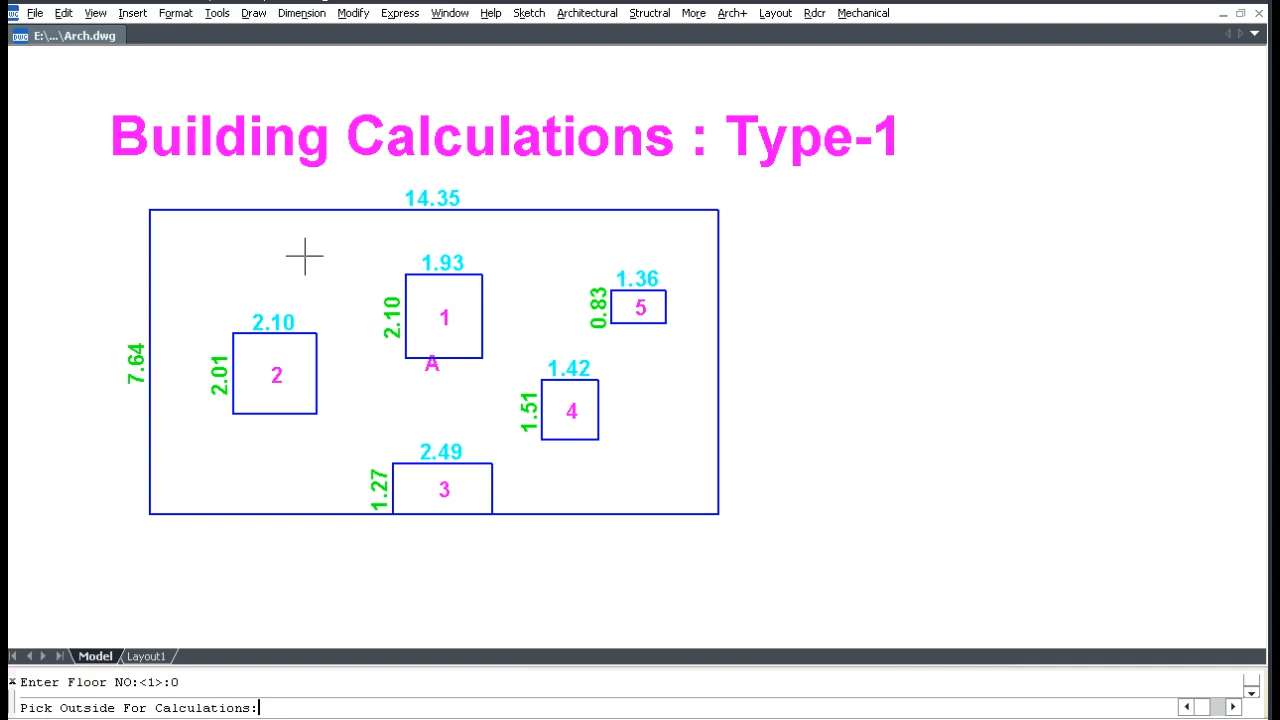 File Edit View Insert Format Tools Draw Dimension Modify Express Window Help Sketch Architectural Structral More Arch+ Layout Rdcr Mechanical
DWG E:\...\Arch.dwg
Building Calculations : Type-1
14.35
1.93
1.36
2.10
0.83
1
5
2.10
7.64
2.01
2
A
1.42
1.51
4
2.49
1.27
3
Model Layout1
Enter Floor NO:<1>:0
Pick Outside For Calculations: